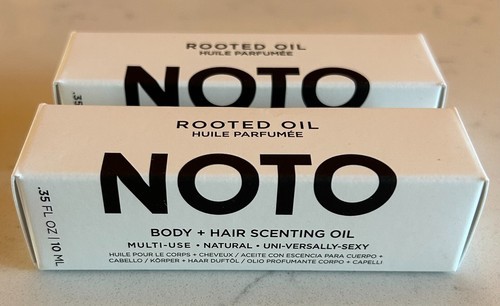 ROOTED OIL
HUILE PARFUMÉE
NOTO
.35
ROOTED OIL
HUILE PARFUMÉE
NOTO
BODY + HAIR SCENTING OIL
MULTI-USE • NATURAL • UNI-VERSALLY-SEXY
HUILE POUR LE CORPS + CHEVEUX / ACEITE CON ESCENCIA PARA CUERPO +
CABELLO / KÖRPER + HAAR DUFTÖL / OLIO PROFUMANTE CORPO + CAPELLI
.35 FL OZ | 10 ML